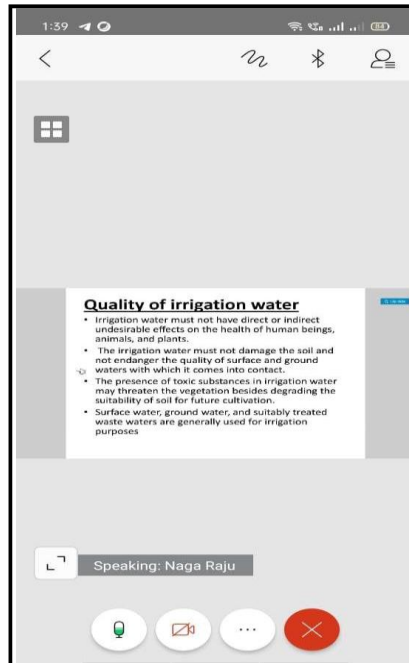 1:39
84
Quality of irrigation water
• Irrigation water must not have direct or indirect
undesirable effects on the health of human beings,
animals, and plants.
• The irrigation water must not damage the soil and
not endanger the quality of surface and ground
waters with which it comes into contact.
• The presence of toxic substances in irrigation water
may threaten the vegetation besides degrading the
suitability of soil for future cultivation.
• Surface water, ground water, and suitably treated
waste waters are generally used for irrigation
purposes
Speaking: Naga Raju